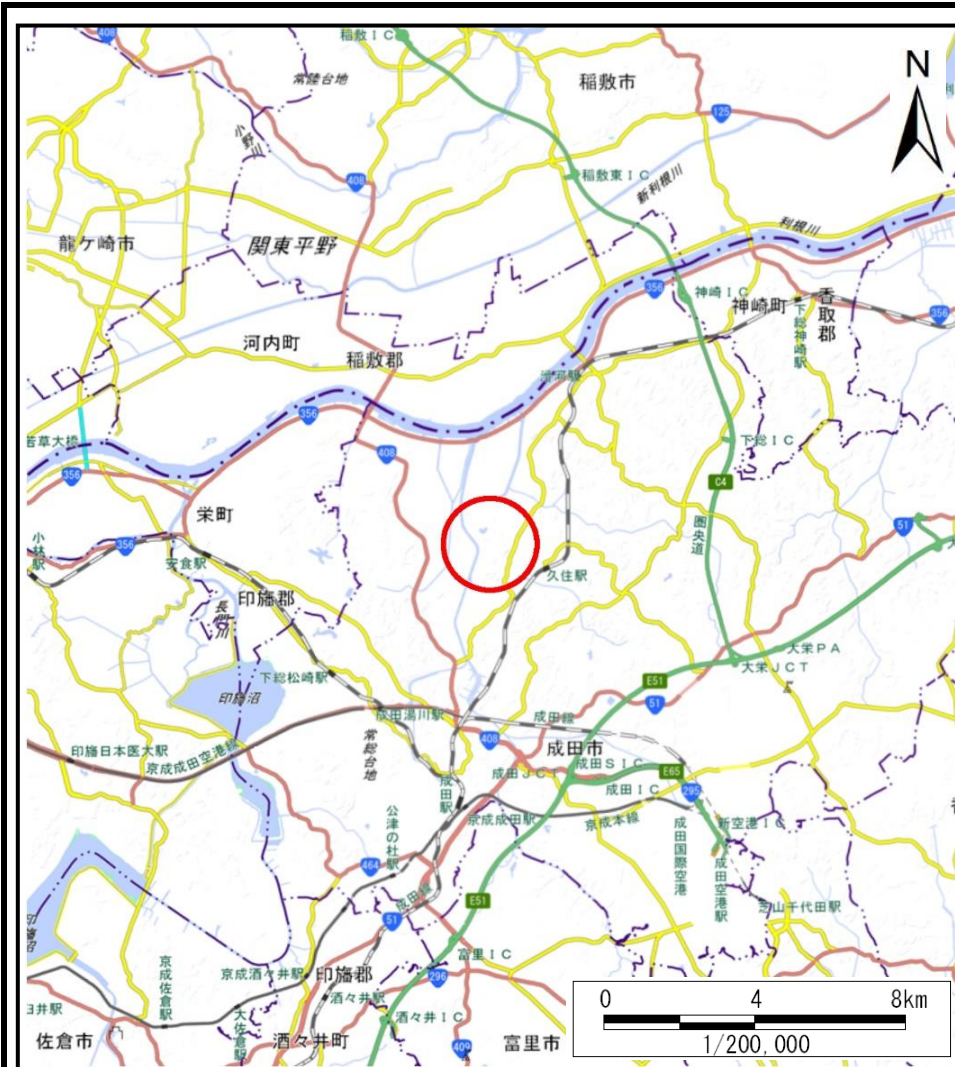 408
稲敷ＩＣ
常陸台地
稲敷市
N
小野川
125
408
稲敷東ＩＣ
新利根川
利根川
龍ケ崎市
関東平野
356
神崎ＩＣ
神崎町
香取郡
下総神崎駅
356
河内町
稲敷郡
滑河駅
356
若草大橋
408
下総ＩＣ
356
C4
栄町
圏央道
51
小林駅
356
安食駅
久住駅
印旛郡
長門川
大栄ＰＡ
大栄ＪＣＴ
下総松崎駅
E51
印旛沼
51
成田湯川駅
成田線
408
印旛日本医大駅
京成成田空港線
常総台地
成田市
成田ＳＩＣ
成田ＪＣＴ
E65
成田ＩＣ
295
成田駅
公津の杜駅
京成成田駅
京成本線
成田国際空港
新空港ＩＣ
成田空港駅
464
成田線
E51
51
芝山千代田駅
印旛沼
富里ＩＣ
京成佐倉駅
京成酒々井駅
印旛郡
296
酒々井駅
0 4 8km
臼井駅
大佐倉駅
酒々井ＩＣ
佐倉市
酒々井町
409
富里市
1/200,000